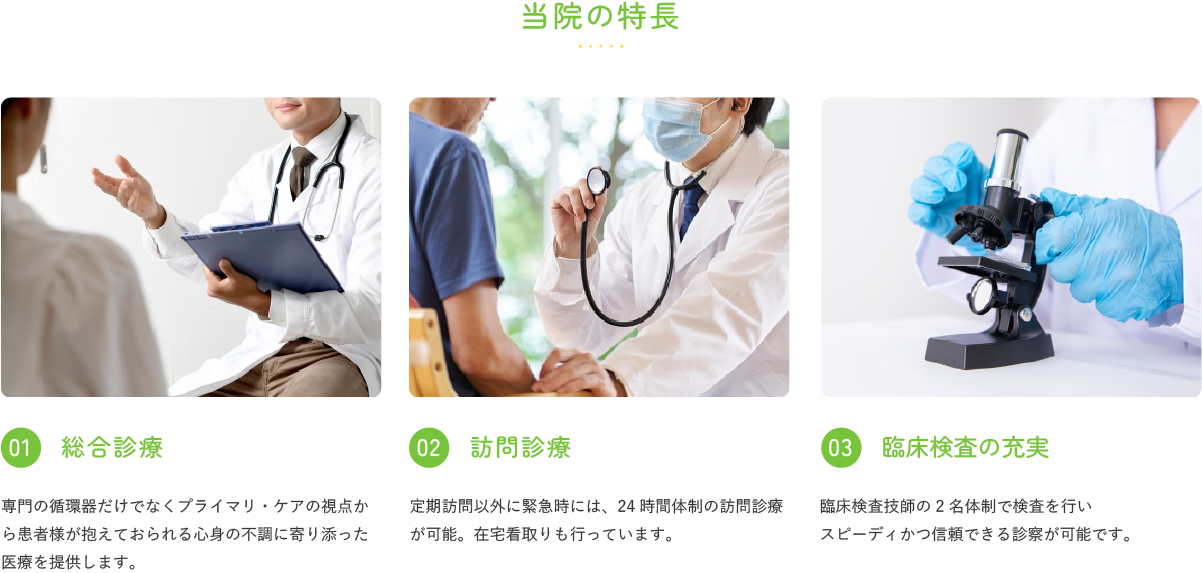 当院の特長
01 総合診療
専門の循環器だけでなくプライマリ・ケアの視点か
ら患者様が抱えておられる心身の不調に寄り添った
医療を提供します。
02 訪問診療
定期訪問以外に緊急時には、24 時間体制の訪問診療
が可能。在宅看取りも行っています。
03 臨床検査の充実
臨床検査技師の 2 名体制で検査を行い
スピーディかつ信頼できる診察が可能です。